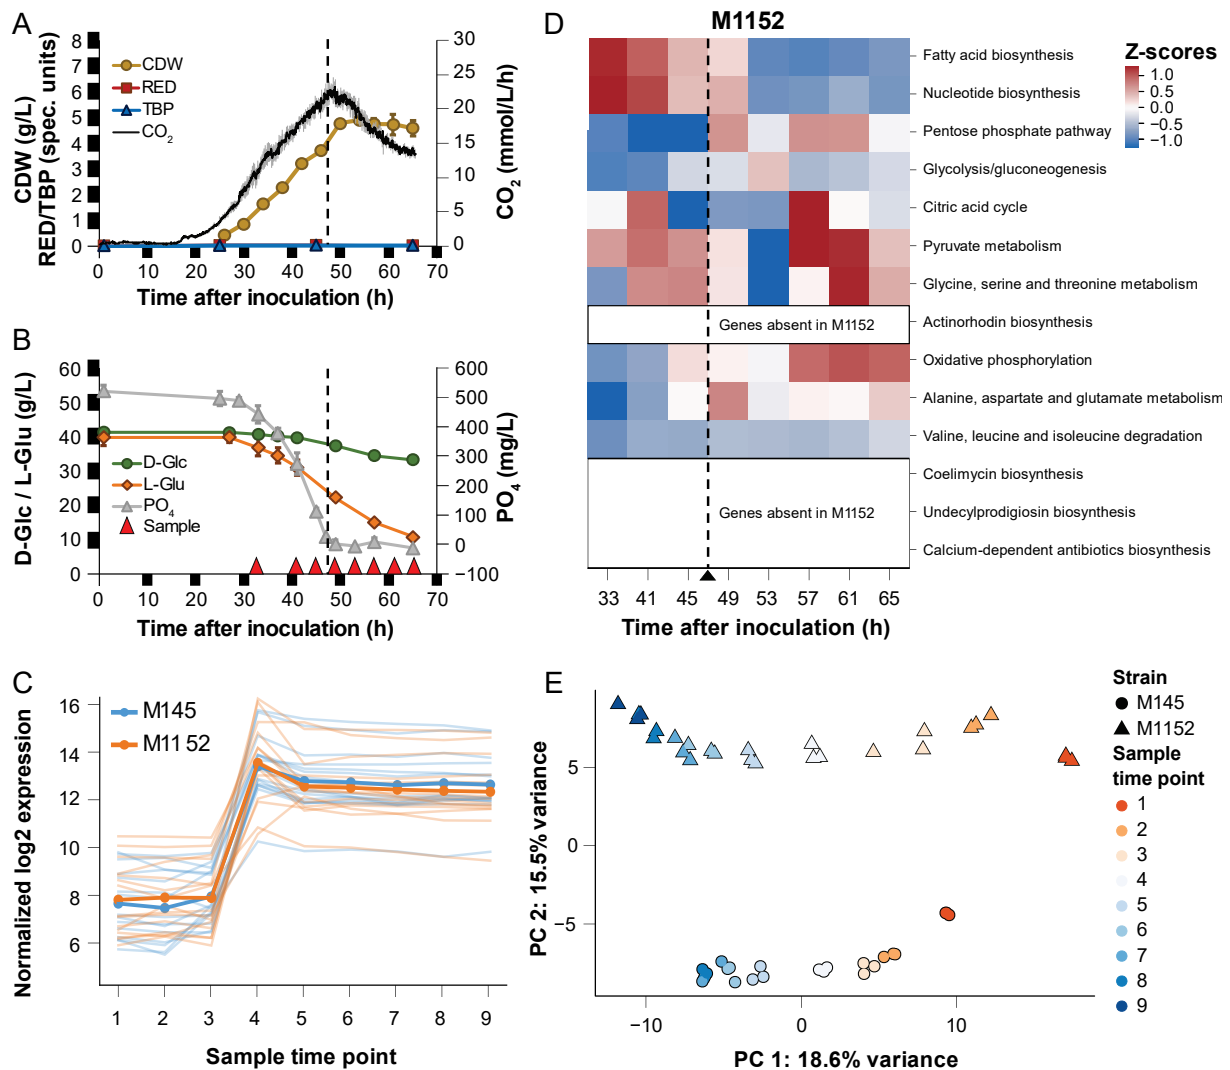 A
CDW (g/L)
RED/TBP (spec. units)
8
7
6
5
4
3
2
1
0
CDW
RED
TBP
CO2
30
25
20
15
10
5
0
CO2 (mmol/L/h)
0 10 20 30 40 50 60 70
Time after inoculation (h)
B
D-Glc / L-Glu (g/L)
60
50
40
30
20
10
0
D-Glc
L-Glu
PO4
Sample
600
500
400
300
200
100
0
−100
PO4 (mg/L)
0 10 20 30 40 50 60 70
Time after inoculation (h)
C
Normalized log2 expression
16
14
12
10
8
6
M145
M1152
1 2 3 4 5 6 7 8 9
Sample time point
D
M1152
Fatty acid biosynthesis
Nucleotide biosynthesis
Pentose phosphate pathway
Glycolysis/gluconeogenesis
Citric acid cycle
Pyruvate metabolism
Glycine, serine and threonine metabolism
Genes absent in M1152
Actinorhodin biosynthesis
Oxidative phosphorylation
Alanine, aspartate and glutamate metabolism
Valine, leucine and isoleucine degradation
Coelimycin biosynthesis
Genes absent in M1152
Undecylprodigiosin biosynthesis
Calcium-dependent antibiotics biosynthesis
33 41 45 49 53 57 61 65
Time after inoculation (h)
Z-scores
1.0
0.5
0.0
−0.5
−1.0
E
PC 2: 15.5% variance
5
0
−5
−10 0 10
PC 1: 18.6% variance
Strain
M145
M1152
Sample
time point
1
2
3
4
5
6
7
8
9